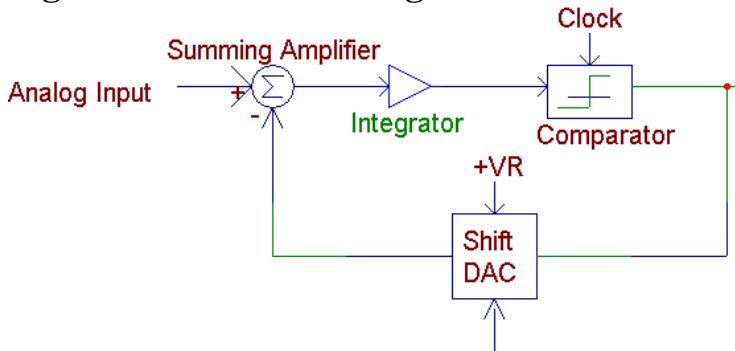 Clock
Summing Amplifier
Σ
Analog Input
+
-
Integrator
Comparator
+VR
Shift
DAC